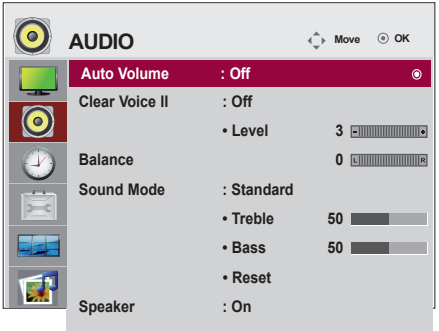 AUDIO Move OK
Auto Volume : Off
Clear Voice II : Off
• Level 3 - +
Balance 0 L R
Sound Mode : Standard
• Treble 50
• Bass 50
• Reset
Speaker : On